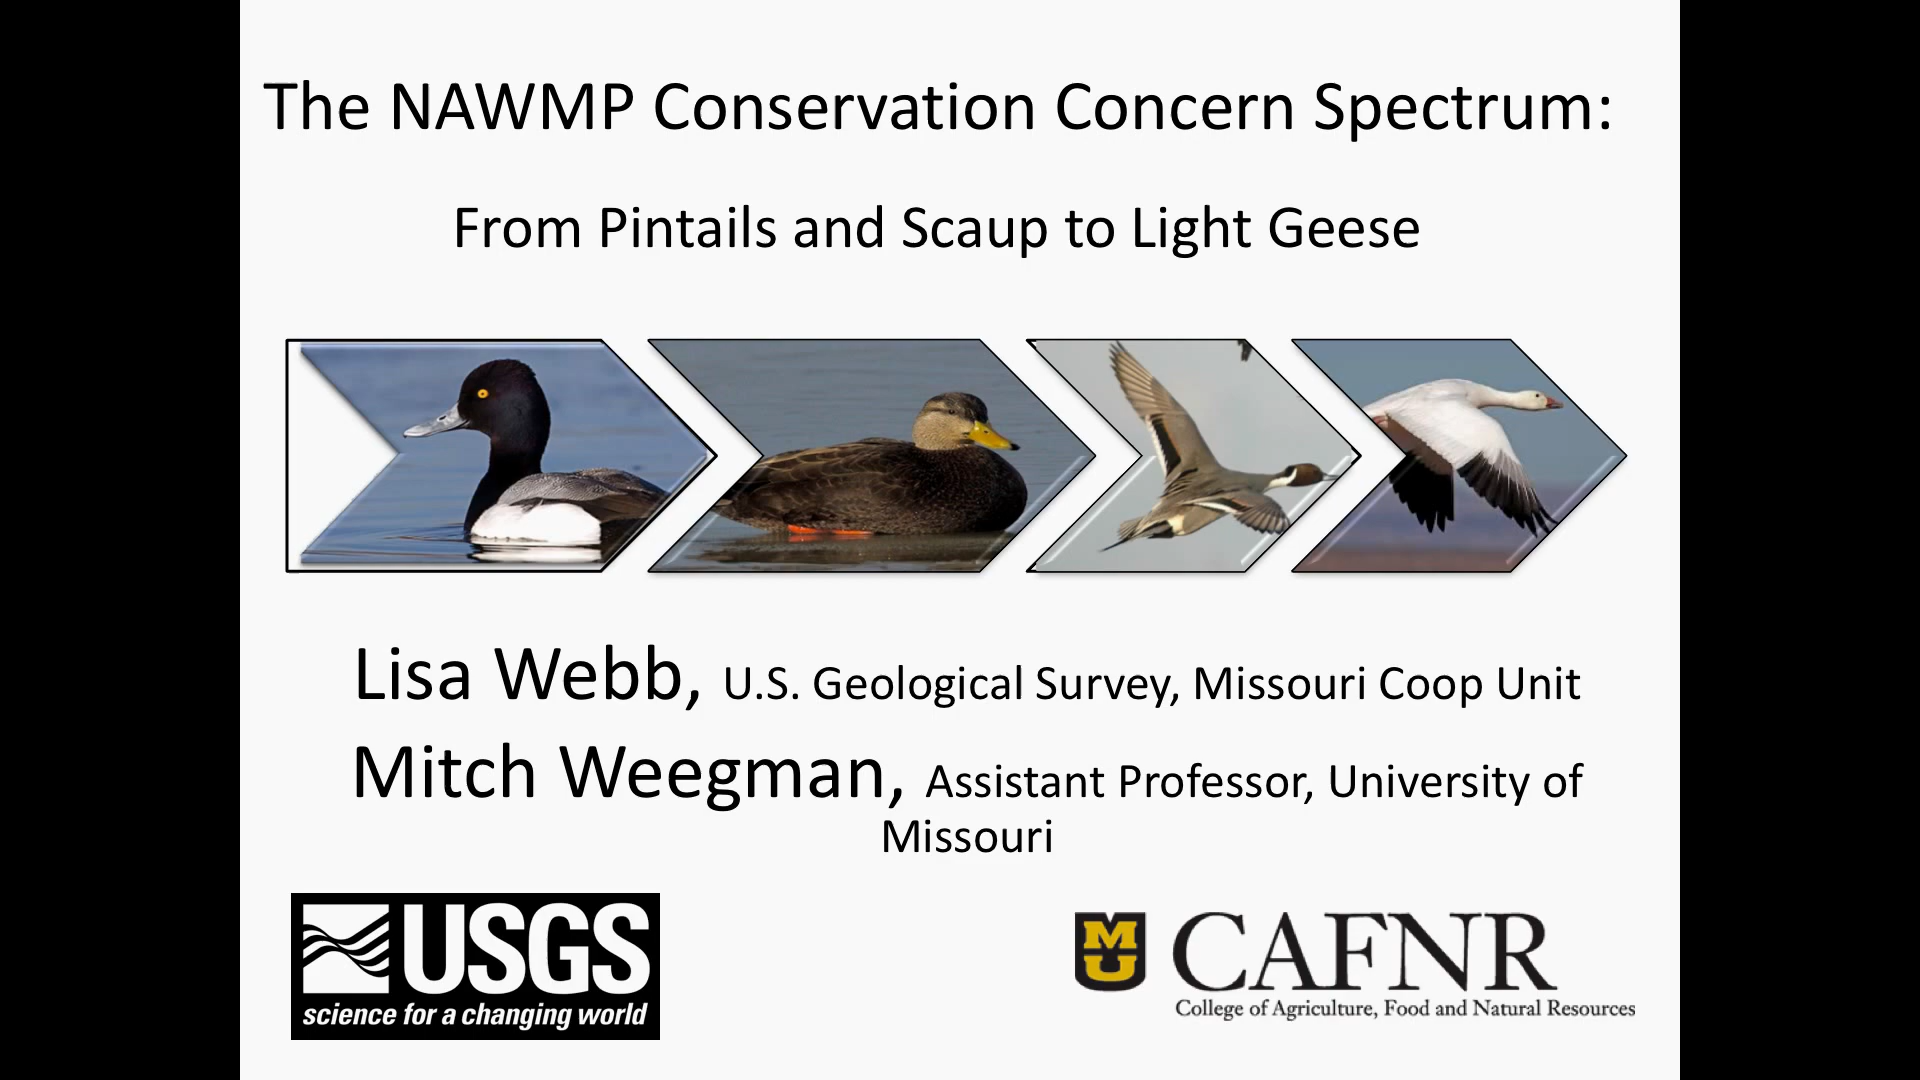 The NAWMP Conservation Concern Spectrum:
From Pintails and Scaup to Light Geese
Lisa Webb, U.S. Geological Survey, Missouri Coop Unit
Mitch Weegman, Assistant Professor, University of
Missouri
USGS
science for a changing world
MU CAFNR
College of Agriculture, Food and Natural Resources